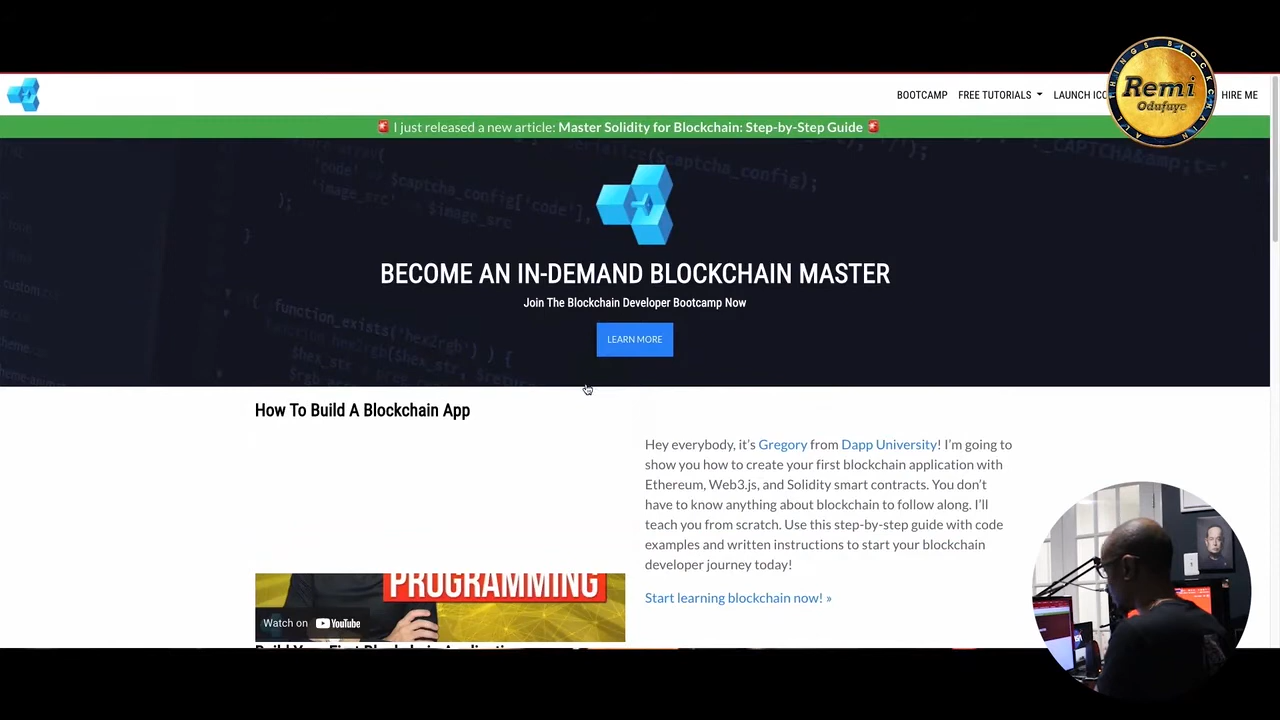 BOOTCAMP FREE TUTORIALS LAUNCH ICO HIRE ME
ALL THINGS BLOCKCHAIN
Remi
Odufuye
🚨 I just released a new article: Master Solidity for Blockchain: Step-by-Step Guide 🚨
BECOME AN IN-DEMAND BLOCKCHAIN MASTER
Join The Blockchain Developer Bootcamp Now
LEARN MORE
How To Build A Blockchain App
Hey everybody, it's Gregory from Dapp University! I'm going to
show you how to create your first blockchain application with
Ethereum, Web3.js, and Solidity smart contracts. You don't
have to know anything about blockchain to follow along. I'll
teach you from scratch. Use this step-by-step guide with code
examples and written instructions to start your blockchain
developer journey today!
Start learning blockchain now! »
PROGRAMMING
Watch on YouTube